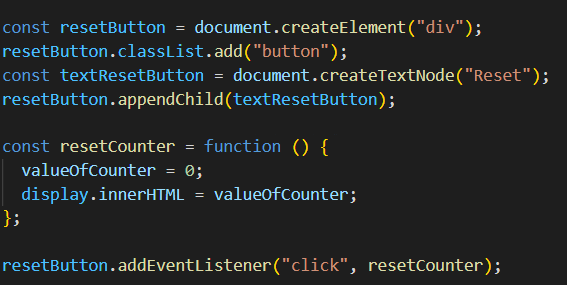 const resetButton = document.createElement("div");
resetButton.classList.add("button");
const textResetButton = document.createTextNode("Reset");
resetButton.appendChild(textResetButton);
const resetCounter = function () {
valueOfCounter = 0;
display.innerHTML = valueOfCounter;
};
resetButton.addEventListener("click", resetCounter);